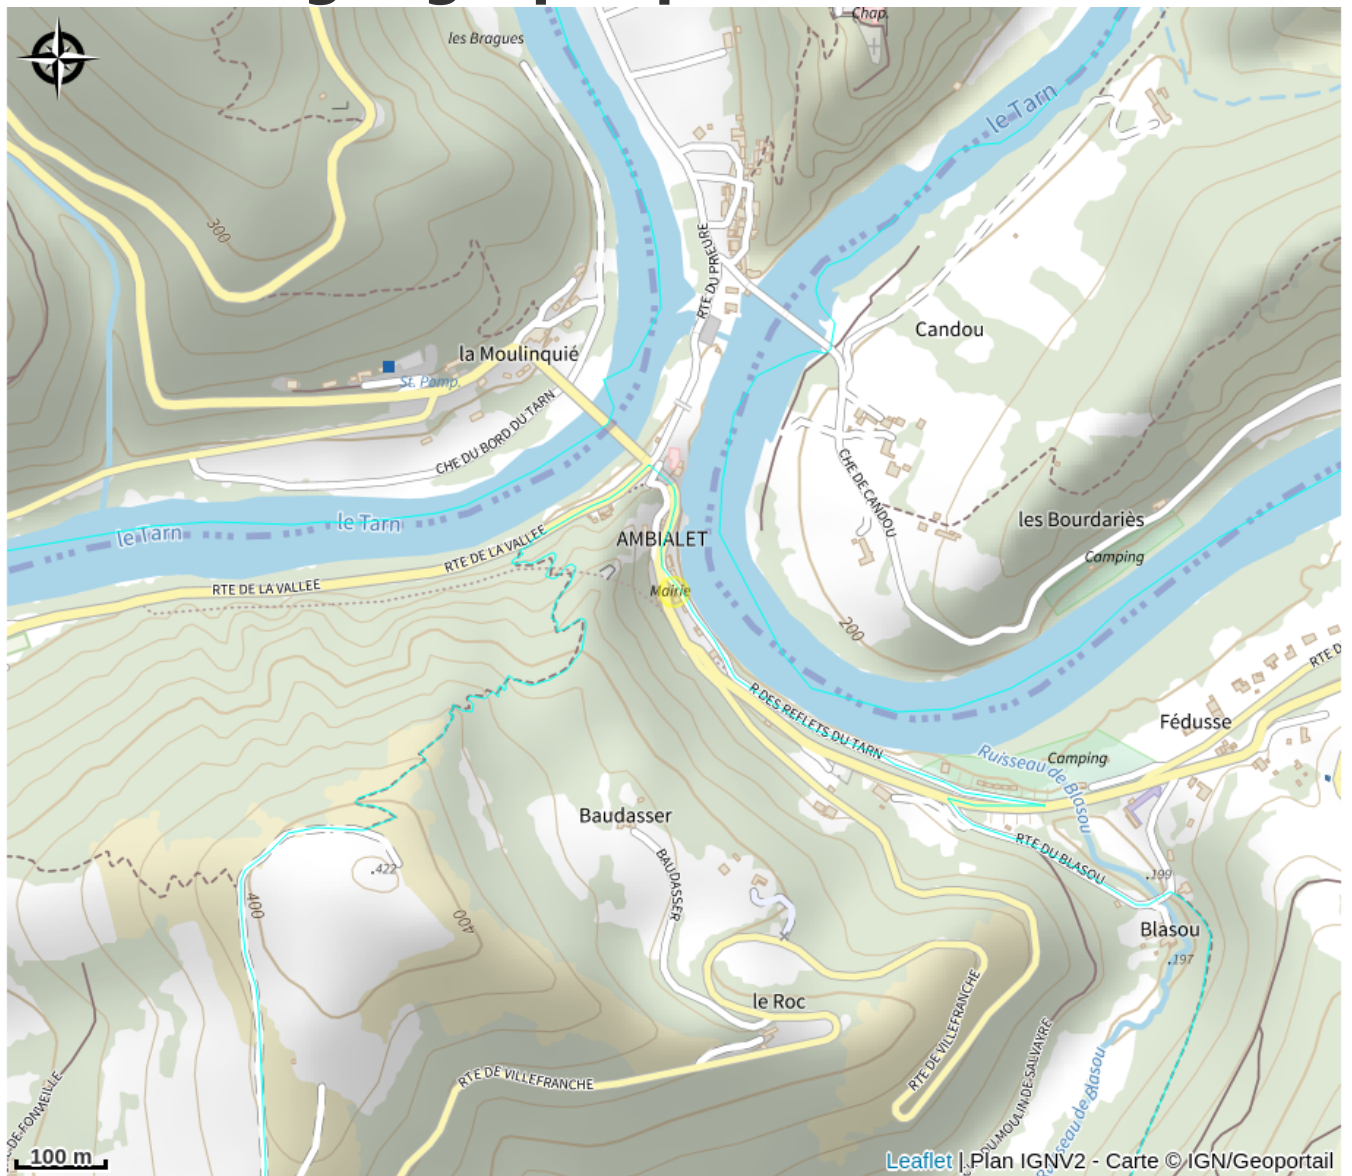 les Bragues
Chap.
le Tarn
300
RTE DU PRIEURE
Candou
la Moulinquié
St. Pomp.
CHE DU BORD DU TARN
CHE DE CANDOU
les Bourdariès
Camping
le Tarn
le Tarn
RTE DE LA VALLEE
AMBIALET
RTE DE LA VALLEE
Mairie
200
RTE D
R DES REFLETS DU TARN
Fédusse
Ruisseau de Blasou
Camping
Baudasser
BAUDASSER
RTE DU BLASOU
.422
.199
400
400
Blasou
.197
le Roc
RTE DE VILLEFRANCHE
RTE DE VILLEFRANCHE
DU MOULIN DE SALVAYRE
Ruisseau de Blasou
DE FONVEILLE
100 m
Leaflet | Plan IGNV2 - Carte © IGN/Geoportail